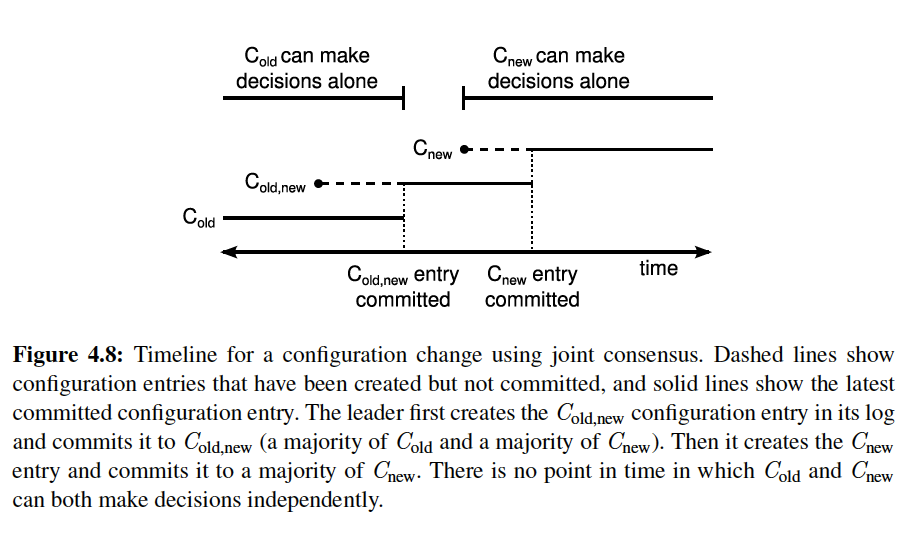 Cold can make
decisions alone
Cnew can make
decisions alone
Cnew
Cold,new
Cold
time
Cold,new entry
committed
Cnew entry
committed
Figure 4.8: Timeline for a configuration change using joint consensus. Dashed lines show
configuration entries that have been created but not committed, and solid lines show the latest
committed configuration entry. The leader first creates the Cold,new configuration entry in its log
and commits it to Cold,new (a majority of Cold and a majority of Cnew). Then it creates the Cnew
entry and commits it to a majority of Cnew. There is no point in time in which Cold and Cnew
can both make decisions independently.